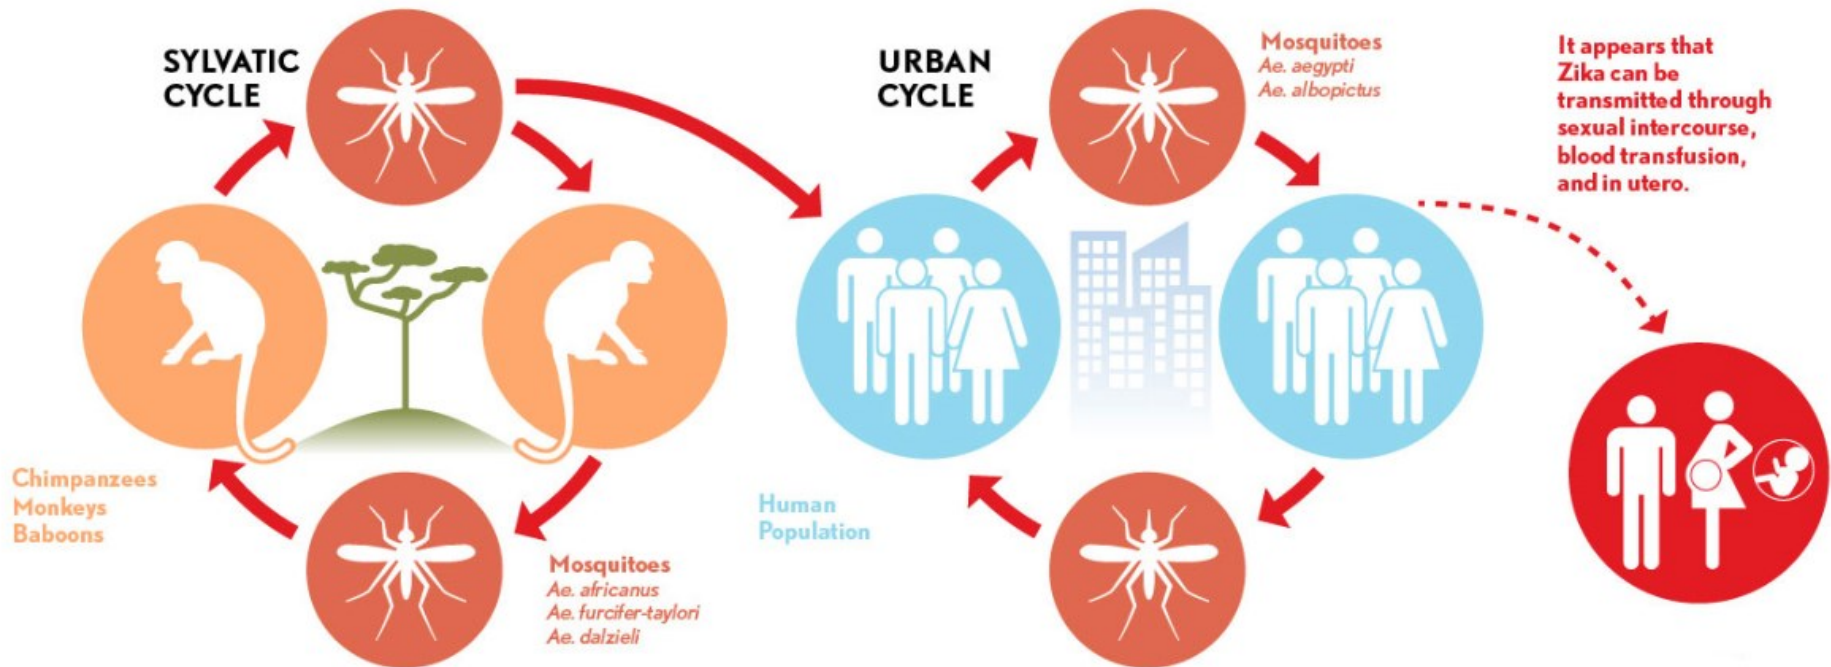 SYLVATIC
CYCLE
Chimpanzees
Monkeys
Baboons
Mosquitoes
Ae. africanus
Ae. furcifer-taylori
Ae. dalzieli
URBAN
CYCLE
Mosquitoes
Ae. aegypti
Ae. albopictus
Human
Population
It appears that
Zika can be
transmitted through
sexual intercourse,
blood transfusion,
and in utero.